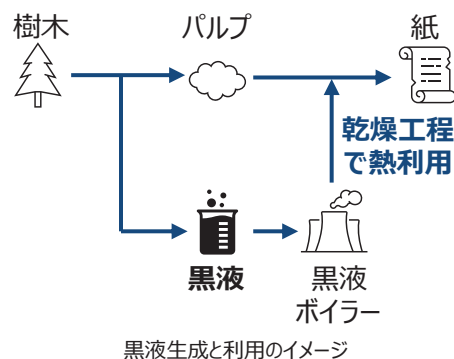 樹木
パルプ
紙
乾燥工程
で熱利用
黒液
黒液
ボイラー
黒液生成と利用のイメージ